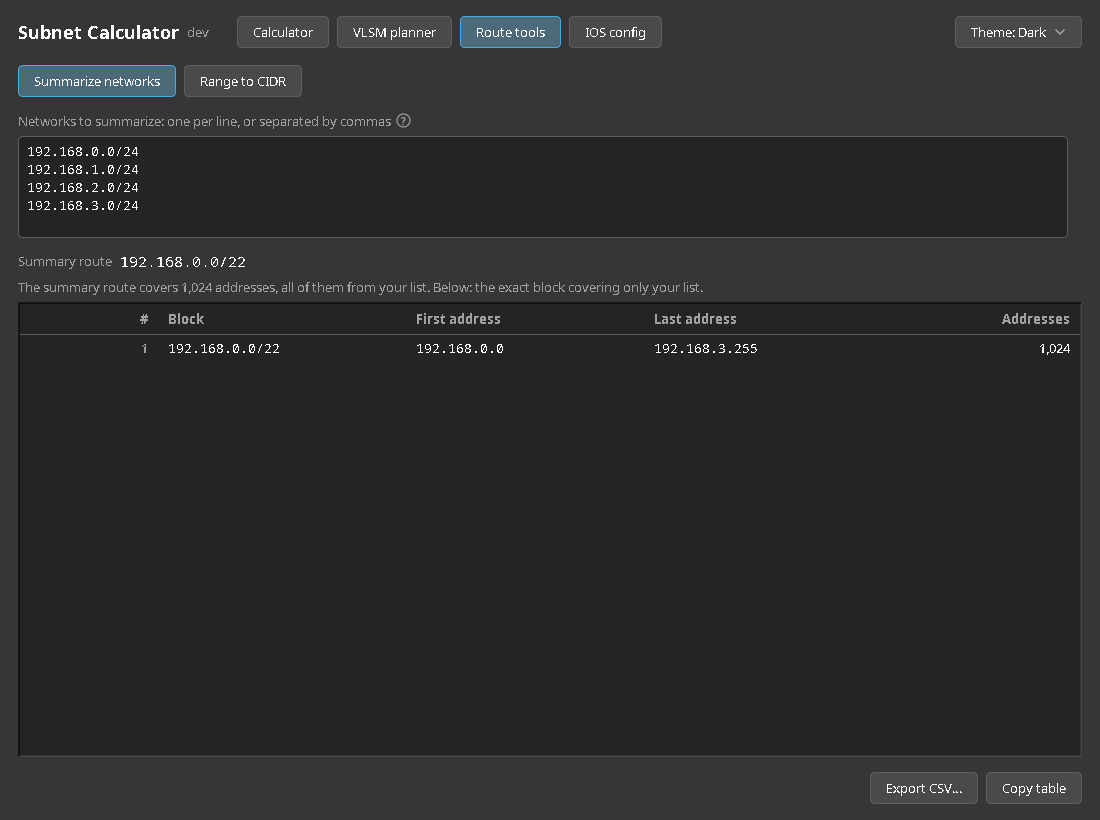 Subnet Calculator dev Calculator VLSM planner Route tools IOS config Theme: Dark
Summarize networks Range to CIDR
Networks to summarize: one per line, or separated by commas ?
192.168.0.0/24
192.168.1.0/24
192.168.2.0/24
192.168.3.0/24
Summary route 192.168.0.0/22
The summary route covers 1,024 addresses, all of them from your list. Below: the exact block covering only your list.
# Block First address Last address Addresses
1 192.168.0.0/22 192.168.0.0 192.168.3.255 1,024
Export CSV... Copy table